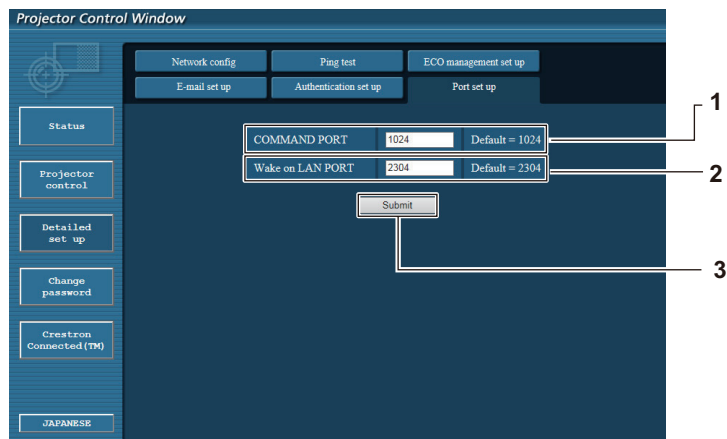 Projector Control Window
Network config
Ping test
ECO management set up
E-mail set up
Authentication set up
Port set up
Status
Projector
control
Detailed
set up
Change
password
Crestron
Connected(TM)
JAPANESE
COMMAND PORT 1024 Default = 1024
Wake on LAN PORT 2304 Default = 2304
Submit
1
2
3